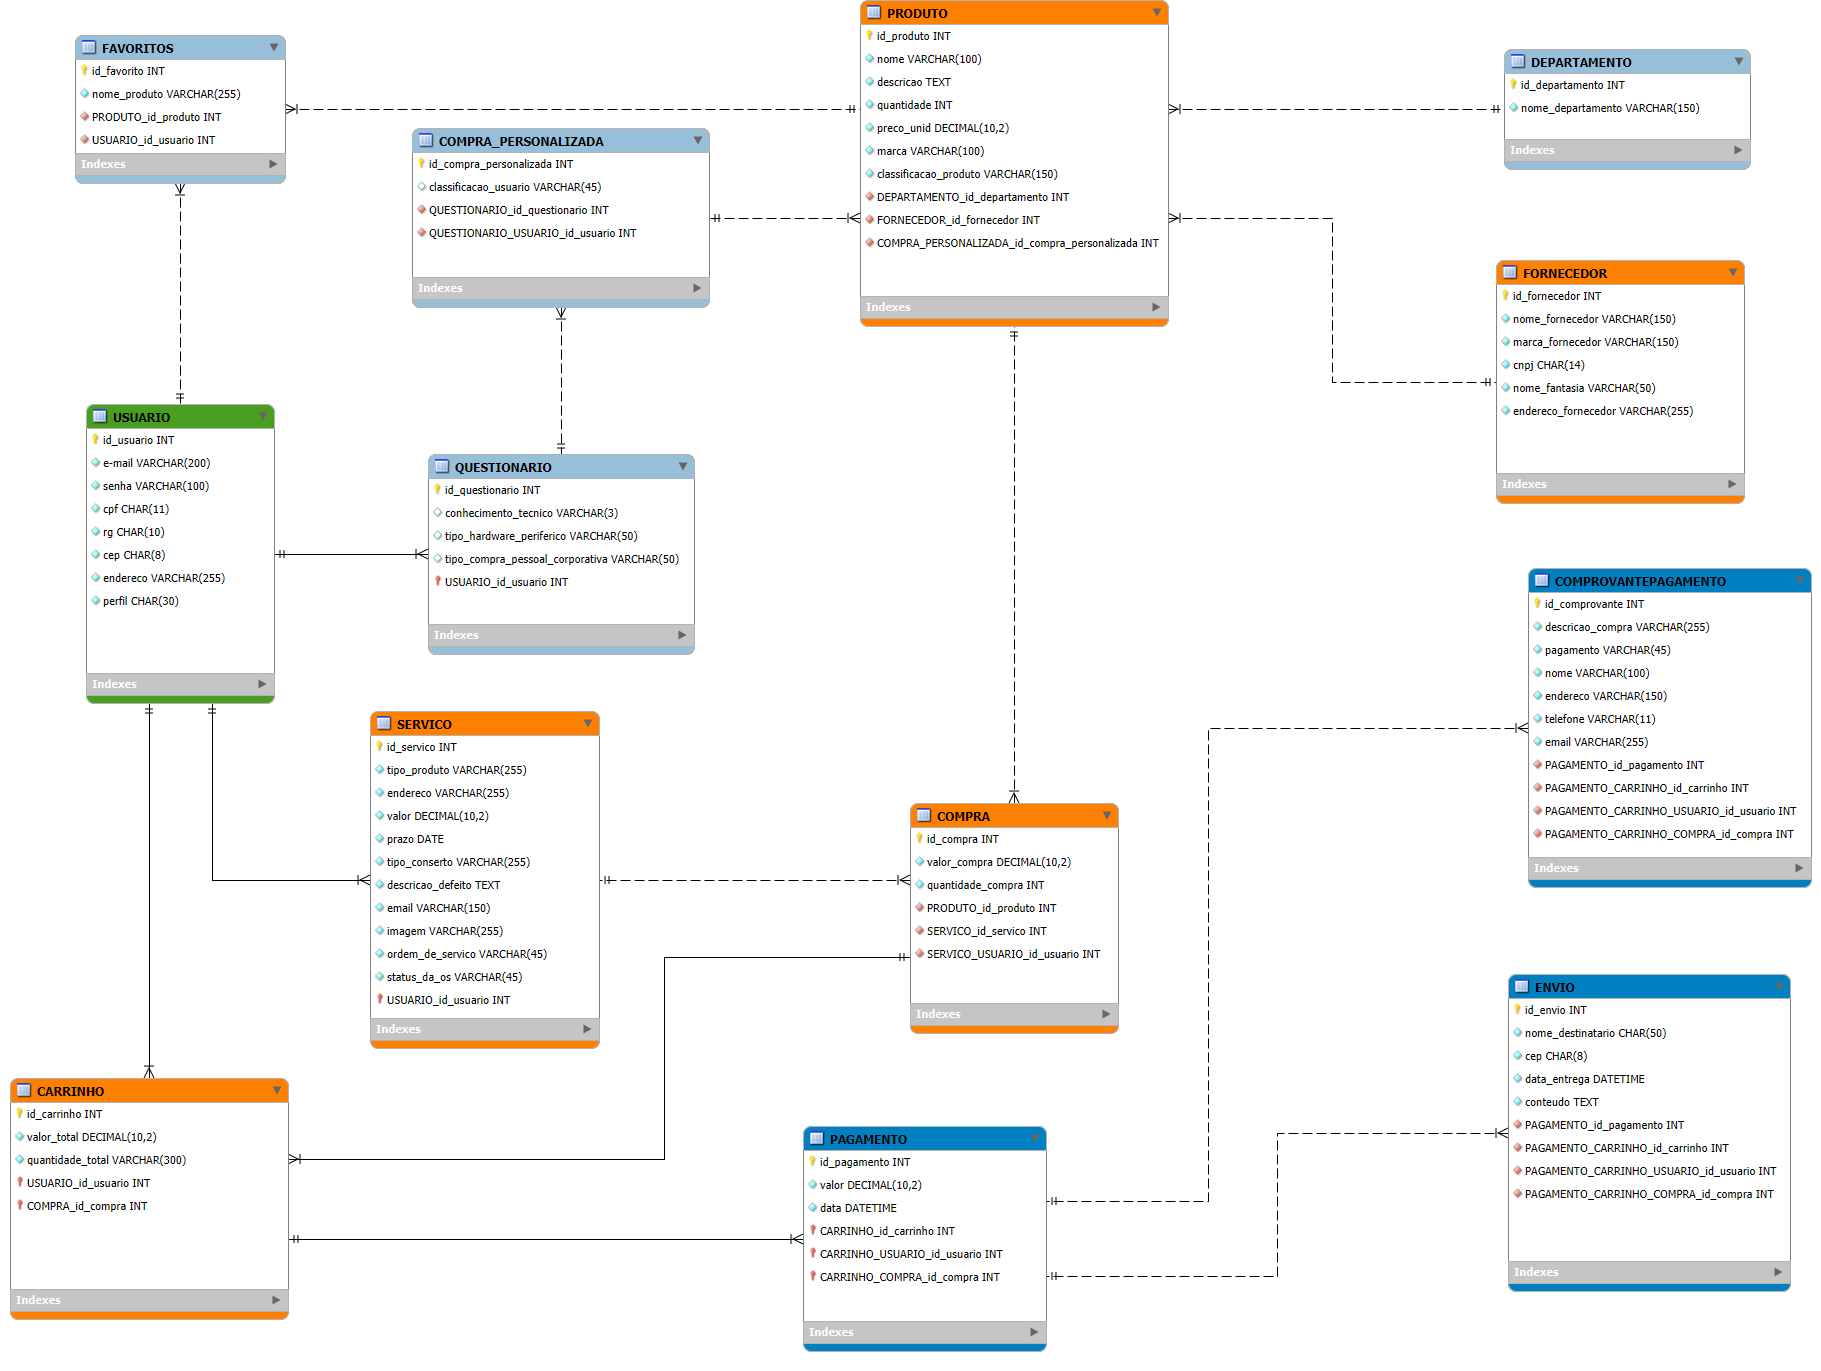 FAVORITOS
id_favorito INT
nome_produto VARCHAR(255)
PRODUTO_id_produto INT
USUARIO_id_usuario INT
Indexes
COMPRA_PERSONALIZADA
id_compra_personalizada INT
classificacao_usuario VARCHAR(45)
QUESTIONARIO_id_questionario INT
QUESTIONARIO_USUARIO_id_usuario INT
Indexes
PRODUTO
id_produto INT
nome VARCHAR(100)
descricao TEXT
quantidade INT
preco_unid DECIMAL(10,2)
marca VARCHAR(100)
classificacao_produto VARCHAR(150)
DEPARTAMENTO_id_departamento INT
FORNECEDOR_id_fornecedor INT
COMPRA_PERSONALIZADA_id_compra_personalizada INT
Indexes
DEPARTAMENTO
id_departamento INT
nome_departamento VARCHAR(150)
Indexes
FORNECEDOR
id_fornecedor INT
nome_fornecedor VARCHAR(150)
marca_fornecedor VARCHAR(150)
cnpj CHAR(14)
nome_fantasia VARCHAR(50)
endereco_fornecedor VARCHAR(255)
Indexes
USUARIO
id_usuario INT
e-mail VARCHAR(200)
senha VARCHAR(100)
cpf CHAR(11)
rg CHAR(10)
cep CHAR(8)
endereco VARCHAR(255)
perfil CHAR(30)
Indexes
QUESTIONARIO
id_questionario INT
conhecimento_tecnico VARCHAR(3)
tipo_hardware_periferico VARCHAR(50)
tipo_compra_pessoal_corporativa VARCHAR(50)
USUARIO_id_usuario INT
Indexes
COMPROVANTEPAGAMENTO
id_comprovante INT
descricao_compra VARCHAR(255)
pagamento VARCHAR(45)
nome VARCHAR(100)
endereco VARCHAR(150)
telefone VARCHAR(11)
email VARCHAR(255)
PAGAMENTO_id_pagamento INT
PAGAMENTO_CARRINHO_id_carrinho INT
PAGAMENTO_CARRINHO_USUARIO_id_usuario INT
PAGAMENTO_CARRINHO_COMPRA_id_compra INT
Indexes
SERVICO
id_servico INT
tipo_produto VARCHAR(255)
endereco VARCHAR(255)
valor DECIMAL(10,2)
prazo DATE
tipo_conserto VARCHAR(255)
descricao_defeito TEXT
email VARCHAR(150)
imagem VARCHAR(255)
ordem_de_servico VARCHAR(45)
status_da_os VARCHAR(45)
USUARIO_id_usuario INT
Indexes
COMPRA
id_compra INT
valor_compra DECIMAL(10,2)
quantidade_compra INT
PRODUTO_id_produto INT
SERVICO_id_servico INT
SERVICO_USUARIO_id_usuario INT
Indexes
ENVIO
id_envio INT
nome_destinatario CHAR(50)
cep CHAR(8)
data_entrega DATETIME
conteudo TEXT
PAGAMENTO_id_pagamento INT
PAGAMENTO_CARRINHO_id_carrinho INT
PAGAMENTO_CARRINHO_USUARIO_id_usuario INT
PAGAMENTO_CARRINHO_COMPRA_id_compra INT
Indexes
CARRINHO
id_carrinho INT
valor_total DECIMAL(10,2)
quantidade_total VARCHAR(300)
USUARIO_id_usuario INT
COMPRA_id_compra INT
Indexes
PAGAMENTO
id_pagamento INT
valor DECIMAL(10,2)
data DATETIME
CARRINHO_id_carrinho INT
CARRINHO_USUARIO_id_usuario INT
CARRINHO_COMPRA_id_compra INT
Indexes